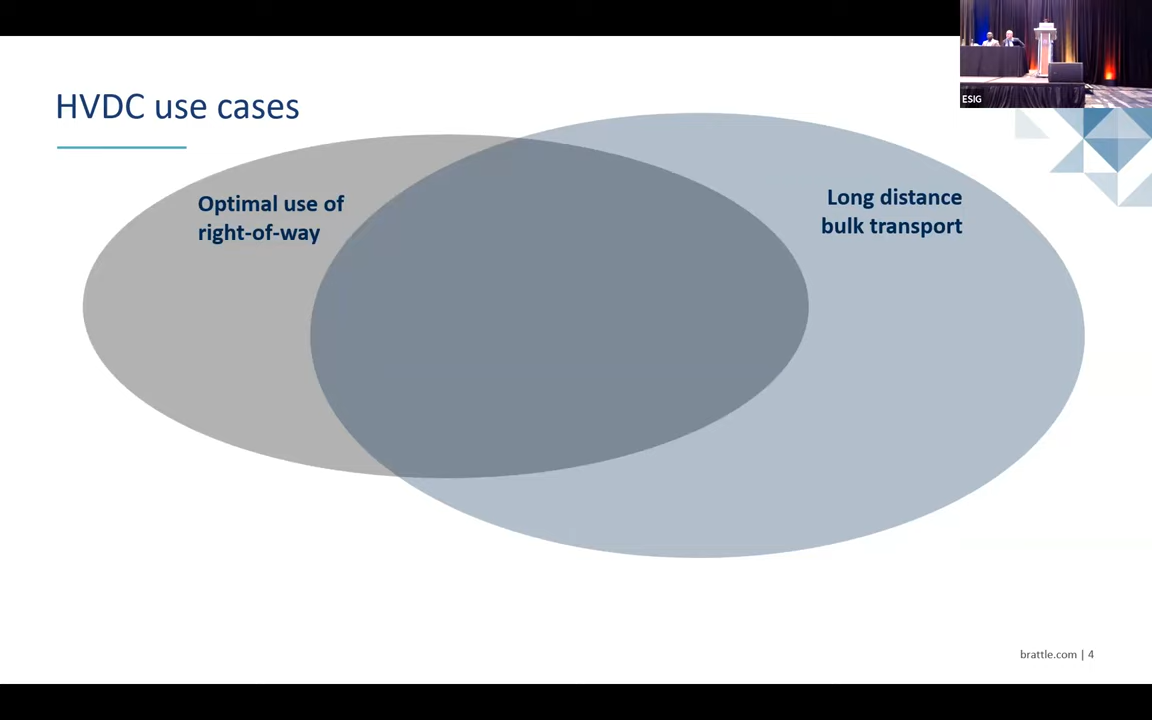 ESIG
HVDC use cases
Optimal use of
right-of-way
Long distance
bulk transport
brattle.com | 4